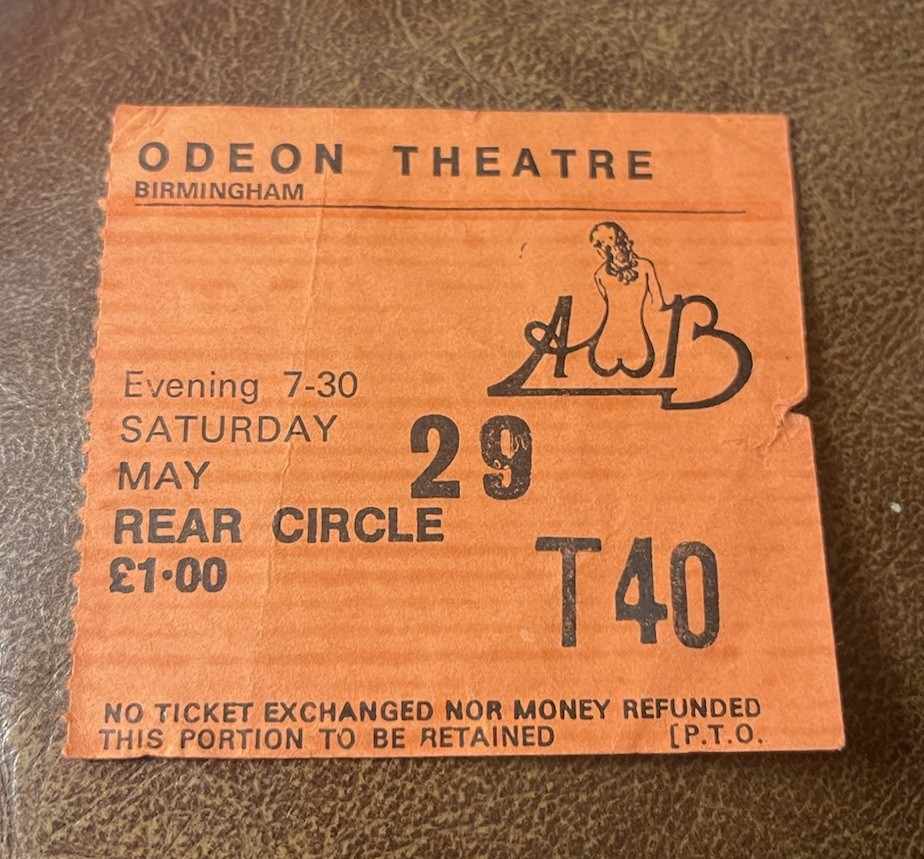 ODEON THEATRE
BIRMINGHAM
AWB
Evening 7-30
SATURDAY
MAY 29
REAR CIRCLE
£1·00
T40
NO TICKET EXCHANGED NOR MONEY REFUNDED
THIS PORTION TO BE RETAINED [P.T.O.